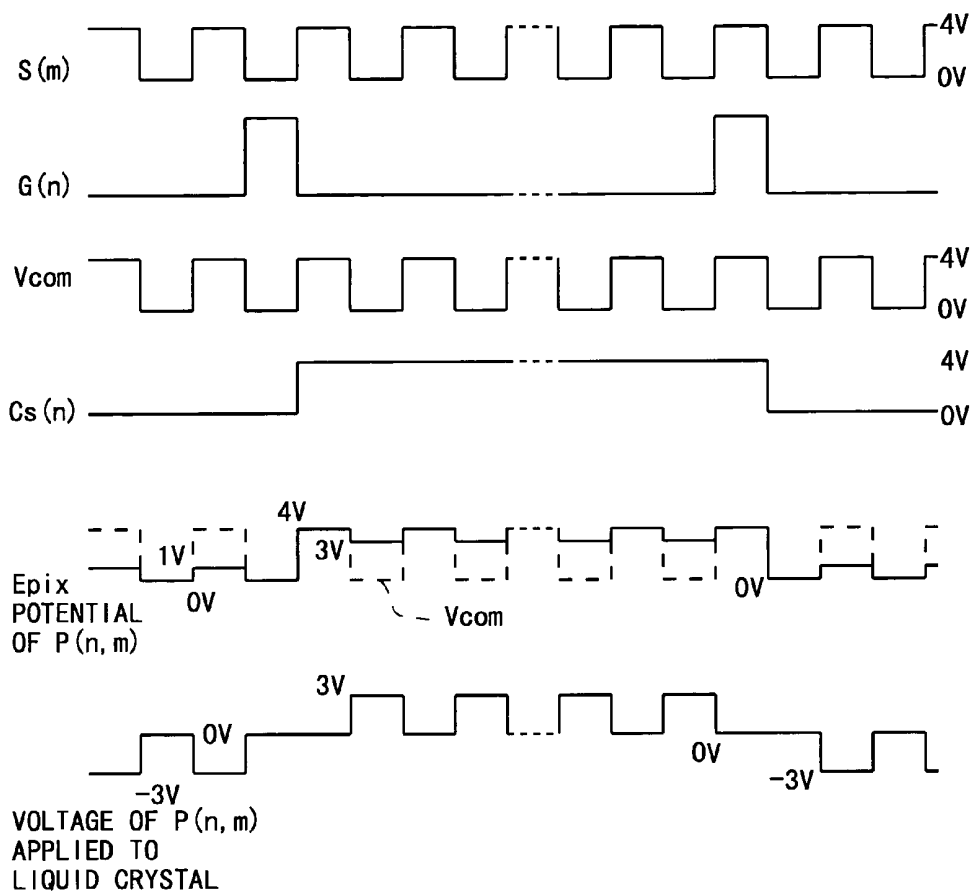 S(m)
-4V
0V
G(n)
Vcom
-4V
0V
Cs(n)
4V
0V
4V
1V
3V
Epix
POTENTIAL
OF P(n,m)
0V
0V
Vcom
3V
0V
0V
-3V
-3V
VOLTAGE OF P(n,m)
APPLIED TO
LIQUID CRYSTAL